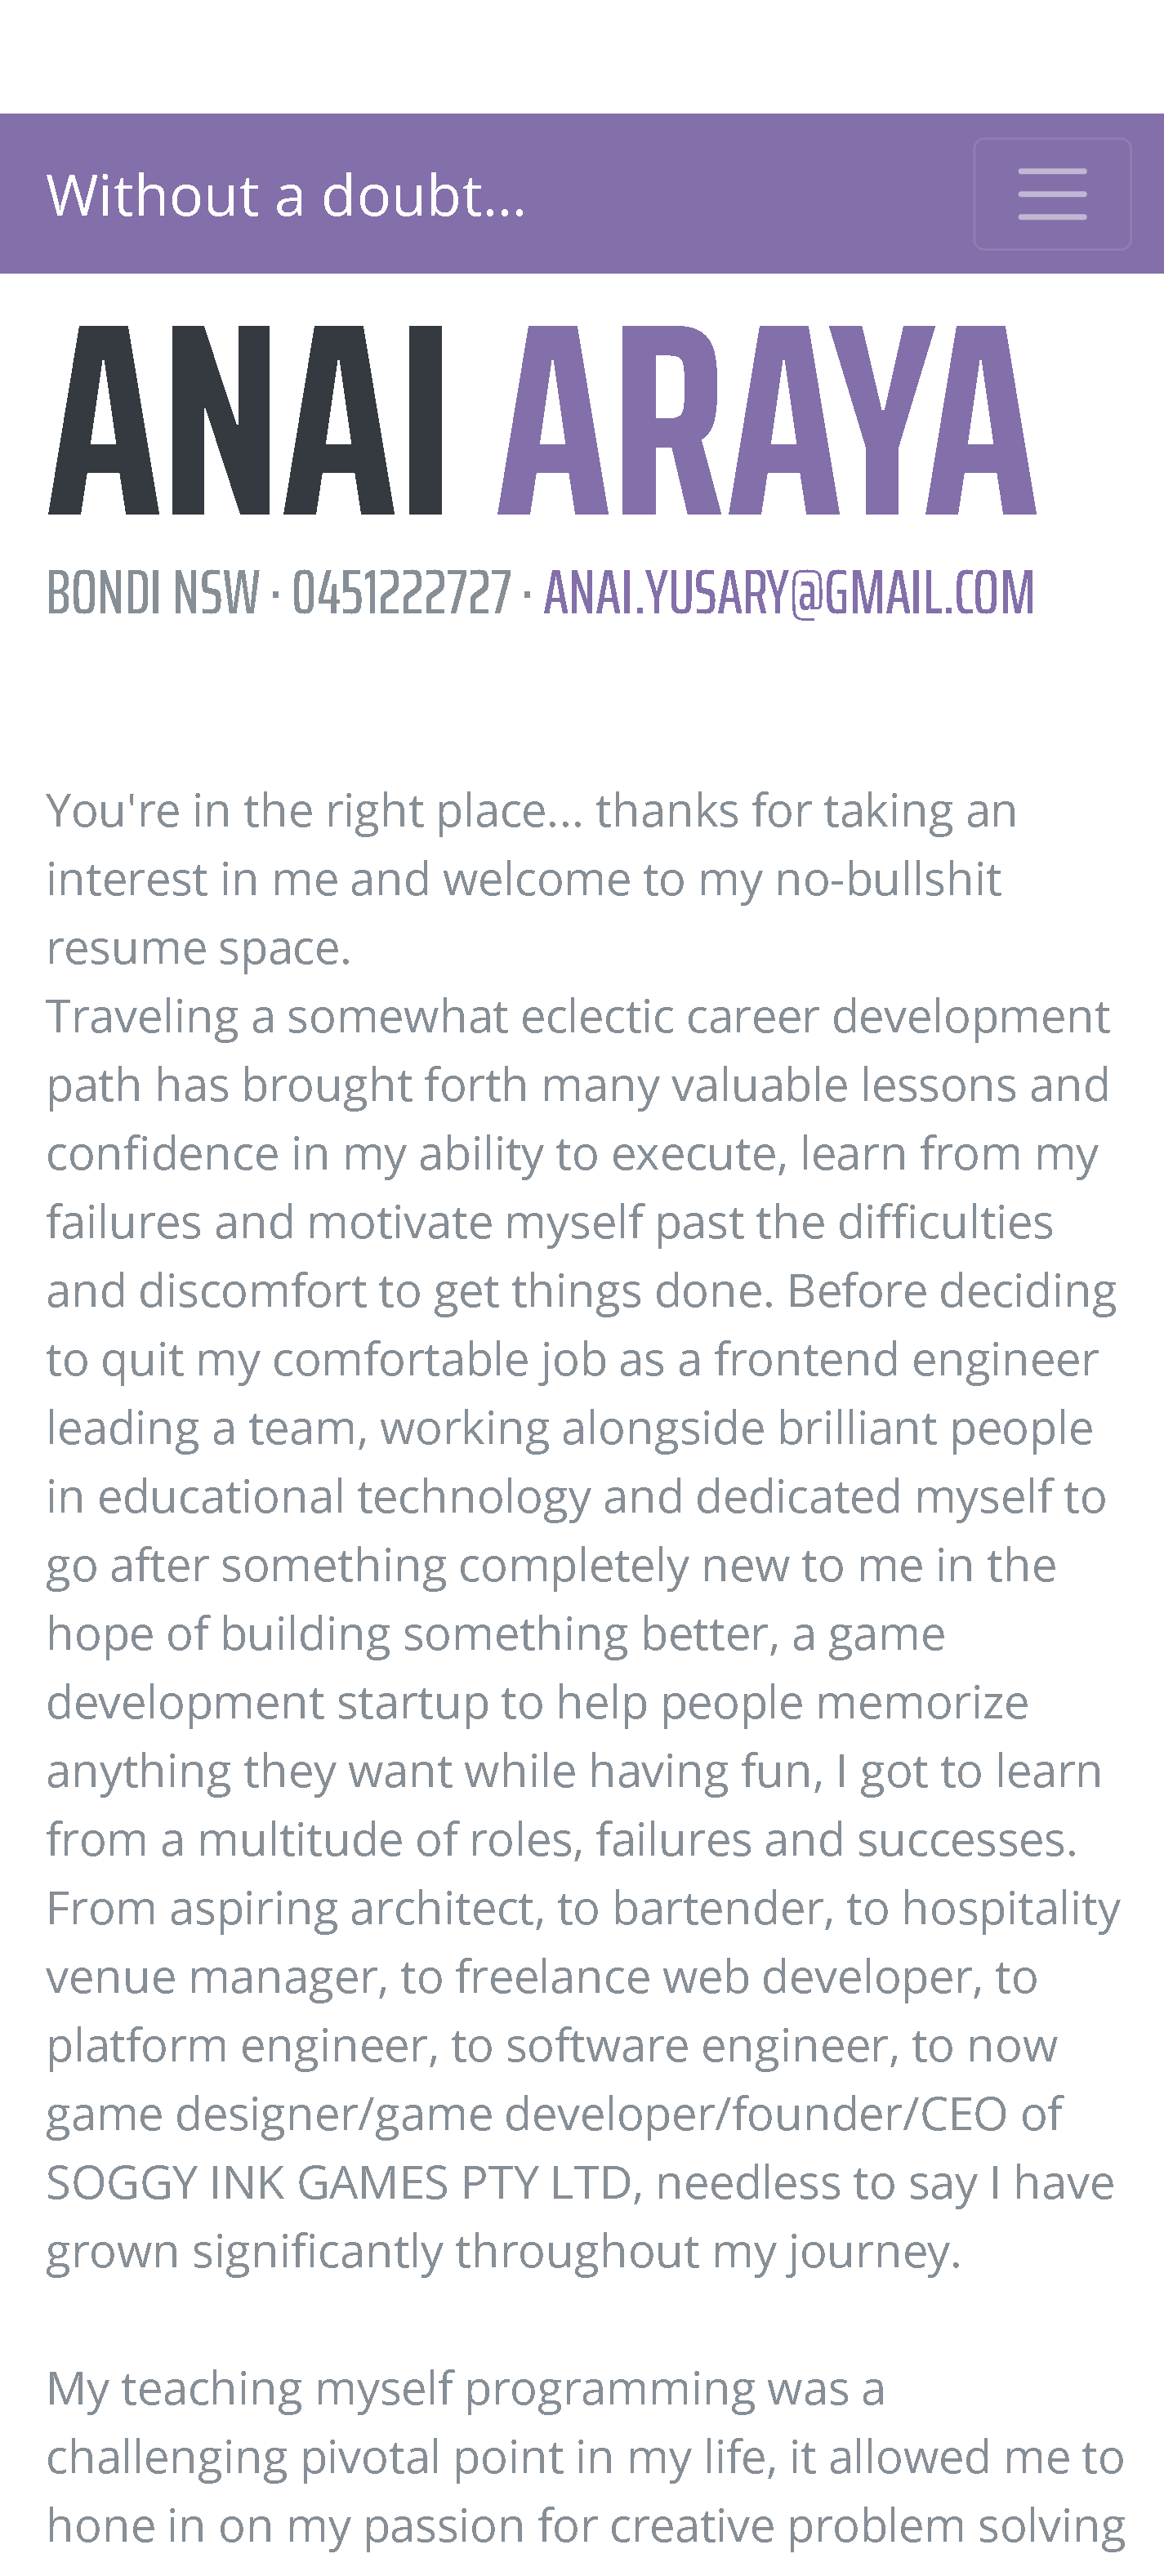 Without a doubt...
ANAI ARAYA
BONDI NSW · 0451222727 · ANAI.YUSARY@GMAIL.COM
You're in the right place... thanks for taking an
interest in me and welcome to my no-bullshit
resume space.
Traveling a somewhat eclectic career development
path has brought forth many valuable lessons and
confidence in my ability to execute, learn from my
failures and motivate myself past the difficulties
and discomfort to get things done. Before deciding
to quit my comfortable job as a frontend engineer
leading a team, working alongside brilliant people
in educational technology and dedicated myself to
go after something completely new to me in the
hope of building something better, a game
development startup to help people memorize
anything they want while having fun, I got to learn
from a multitude of roles, failures and successes.
From aspiring architect, to bartender, to hospitality
venue manager, to freelance web developer, to
platform engineer, to software engineer, to now
game designer/game developer/founder/CEO of
SOGGY INK GAMES PTY LTD, needless to say I have
grown significantly throughout my journey.
My teaching myself programming was a
challenging pivotal point in my life, it allowed me to
hone in on my passion for creative problem solving